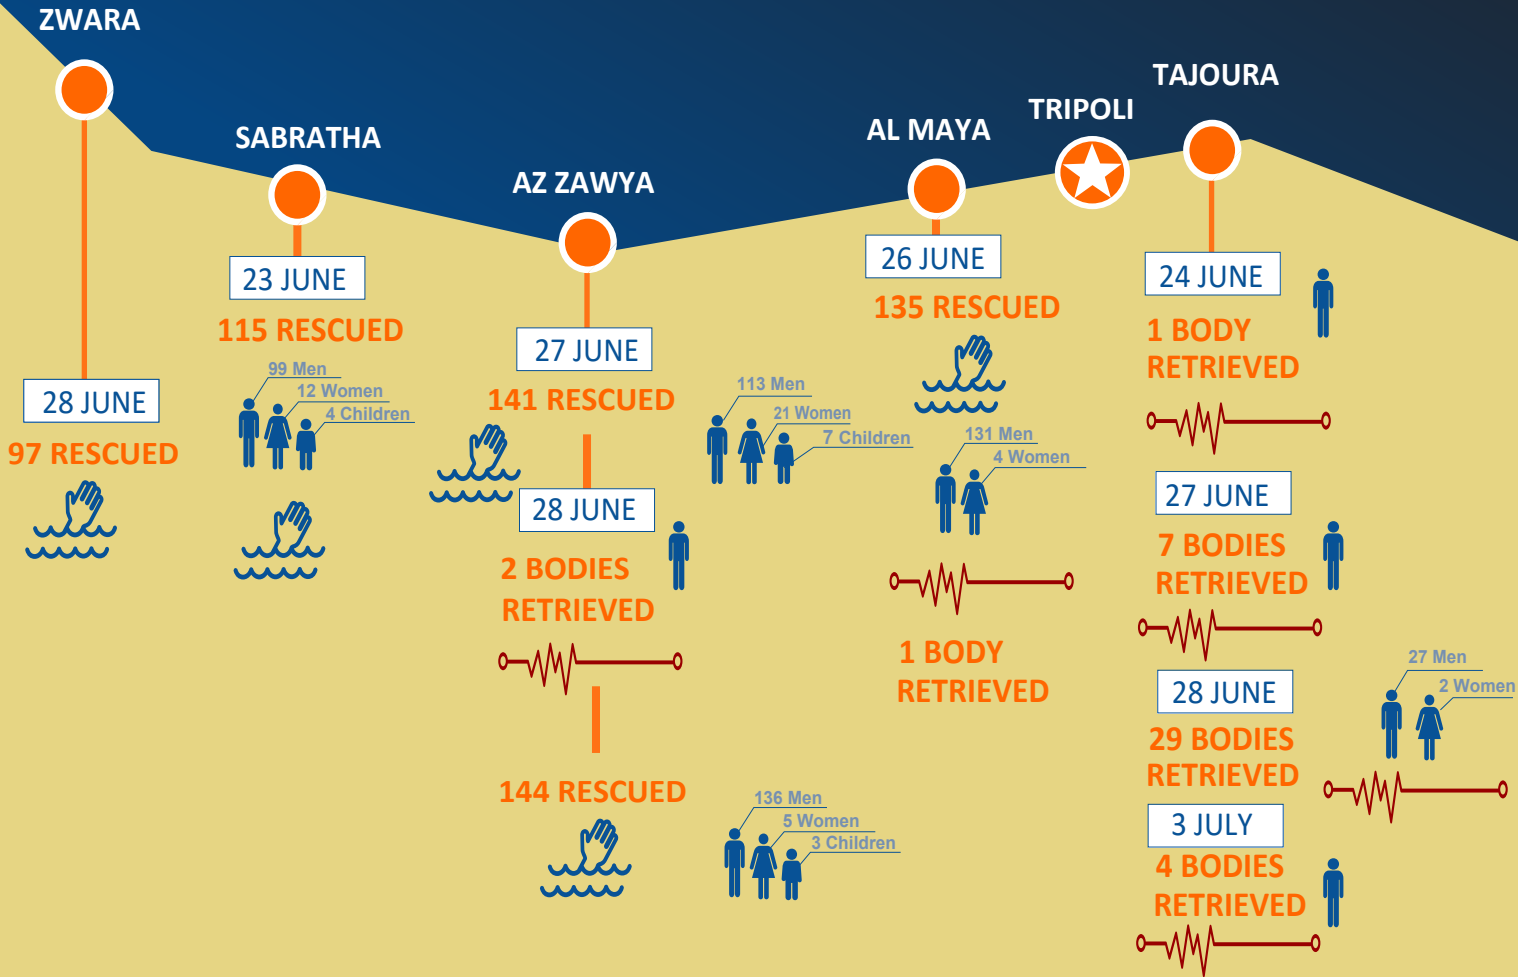 ZWARA
28 JUNE
97 RESCUED
SABRATHA
23 JUNE
115 RESCUED
99 Men
12 Women
4 Children
AZ ZAWYA
27 JUNE
141 RESCUED
113 Men
21 Women
7 Children
28 JUNE
2 BODIES
RETRIEVED
144 RESCUED
136 Men
5 Women
3 Children
AL MAYA
26 JUNE
135 RESCUED
131 Men
4 Women
1 BODY
RETRIEVED
TRIPOLI
TAJOURA
24 JUNE
1 BODY
RETRIEVED
27 JUNE
7 BODIES
RETRIEVED
28 JUNE
29 BODIES
RETRIEVED
27 Men
2 Women
3 JULY
4 BODIES
RETRIEVED